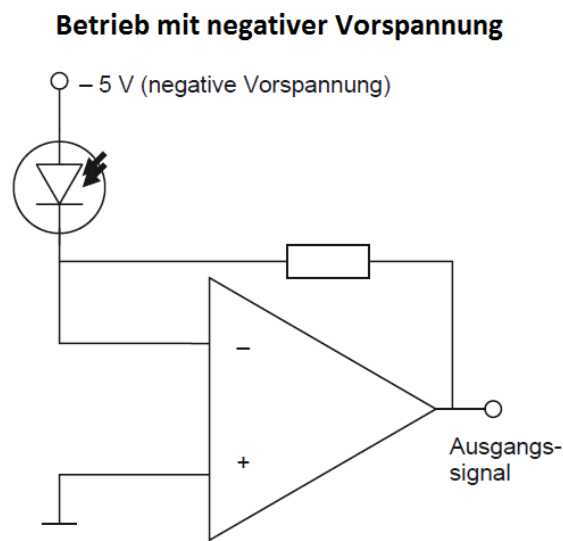 Betrieb mit negativer Vorspannung
– 5 V (negative Vorspannung)
–
+
Ausgangs-
signal